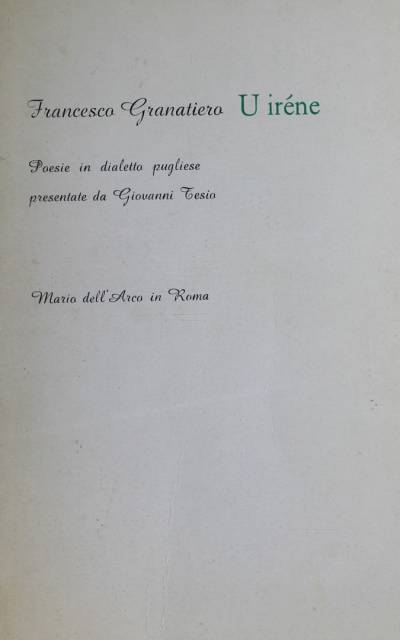 Francesco Granatiero U iréne
Poesie in dialetto pugliese
presentate da Giovanni Tesio
Mario dell'Arco in Roma